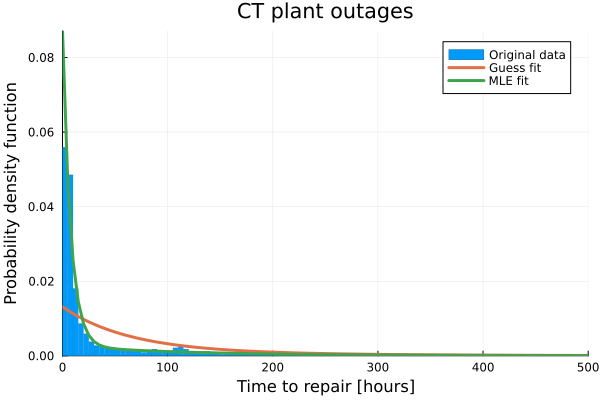 CT plant outages
Original data
Guess fit
MLE fit
Probability density function
0.08
0.06
0.04
0.02
0.00
0 100 200 300 400 500
Time to repair [hours]